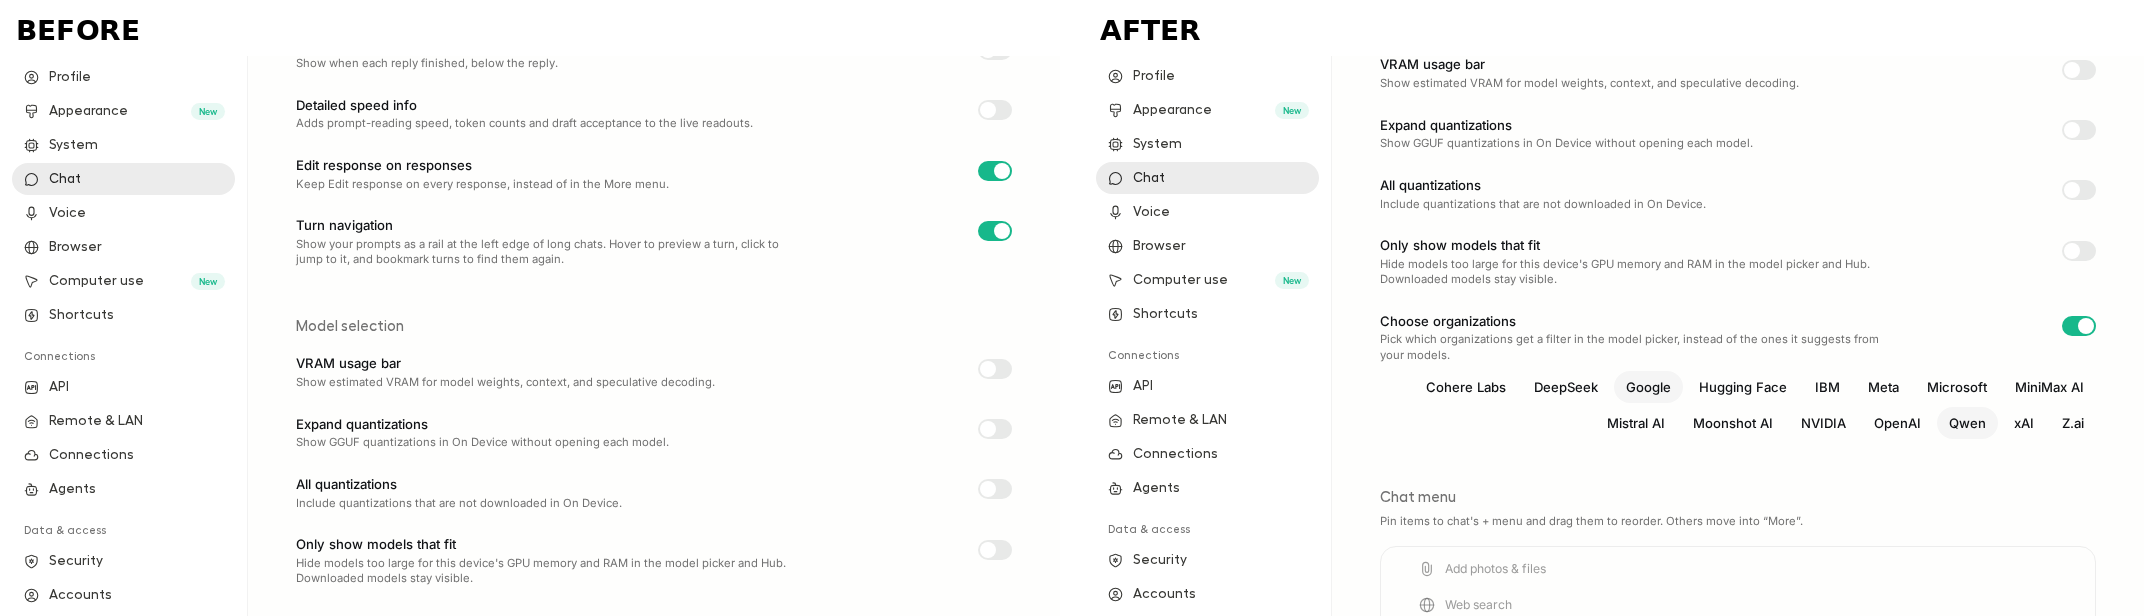 BEFORE
Profile
Appearance
New
System
Chat
Voice
Browser
Computer use
New
Shortcuts
Connections
API
Remote & LAN
Connections
Agents
Data & access
Security
Accounts
Show when each reply finished, below the reply.
Detailed speed info
Adds prompt-reading speed, token counts and draft acceptance to the live readouts.
Edit response on responses
Keep Edit response on every response, instead of in the More menu.
Turn navigation
Show your prompts as a rail at the left edge of long chats. Hover to preview a turn, click to
jump to it, and bookmark turns to find them again.
Model selection
VRAM usage bar
Show estimated VRAM for model weights, context, and speculative decoding.
Expand quantizations
Show GGUF quantizations in On Device without opening each model.
All quantizations
Include quantizations that are not downloaded in On Device.
Only show models that fit
Hide models too large for this device's GPU memory and RAM in the model picker and Hub.
Downloaded models stay visible.
AFTER
Profile
Appearance
New
System
Chat
Voice
Browser
Computer use
New
Shortcuts
Connections
API
Remote & LAN
Connections
Agents
Data & access
Security
Accounts
VRAM usage bar
Show estimated VRAM for model weights, context, and speculative decoding.
Expand quantizations
Show GGUF quantizations in On Device without opening each model.
All quantizations
Include quantizations that are not downloaded in On Device.
Only show models that fit
Hide models too large for this device's GPU memory and RAM in the model picker and Hub.
Downloaded models stay visible.
Choose organizations
Pick which organizations get a filter in the model picker, instead of the ones it suggests from
your models.
Cohere Labs DeepSeek Google Hugging Face IBM Meta Microsoft MiniMax AI
Mistral AI Moonshot AI NVIDIA OpenAI Qwen xAI Z.ai
Chat menu
Pin items to chat's + menu and drag them to reorder. Others move into “More”.
Add photos & files
Web search